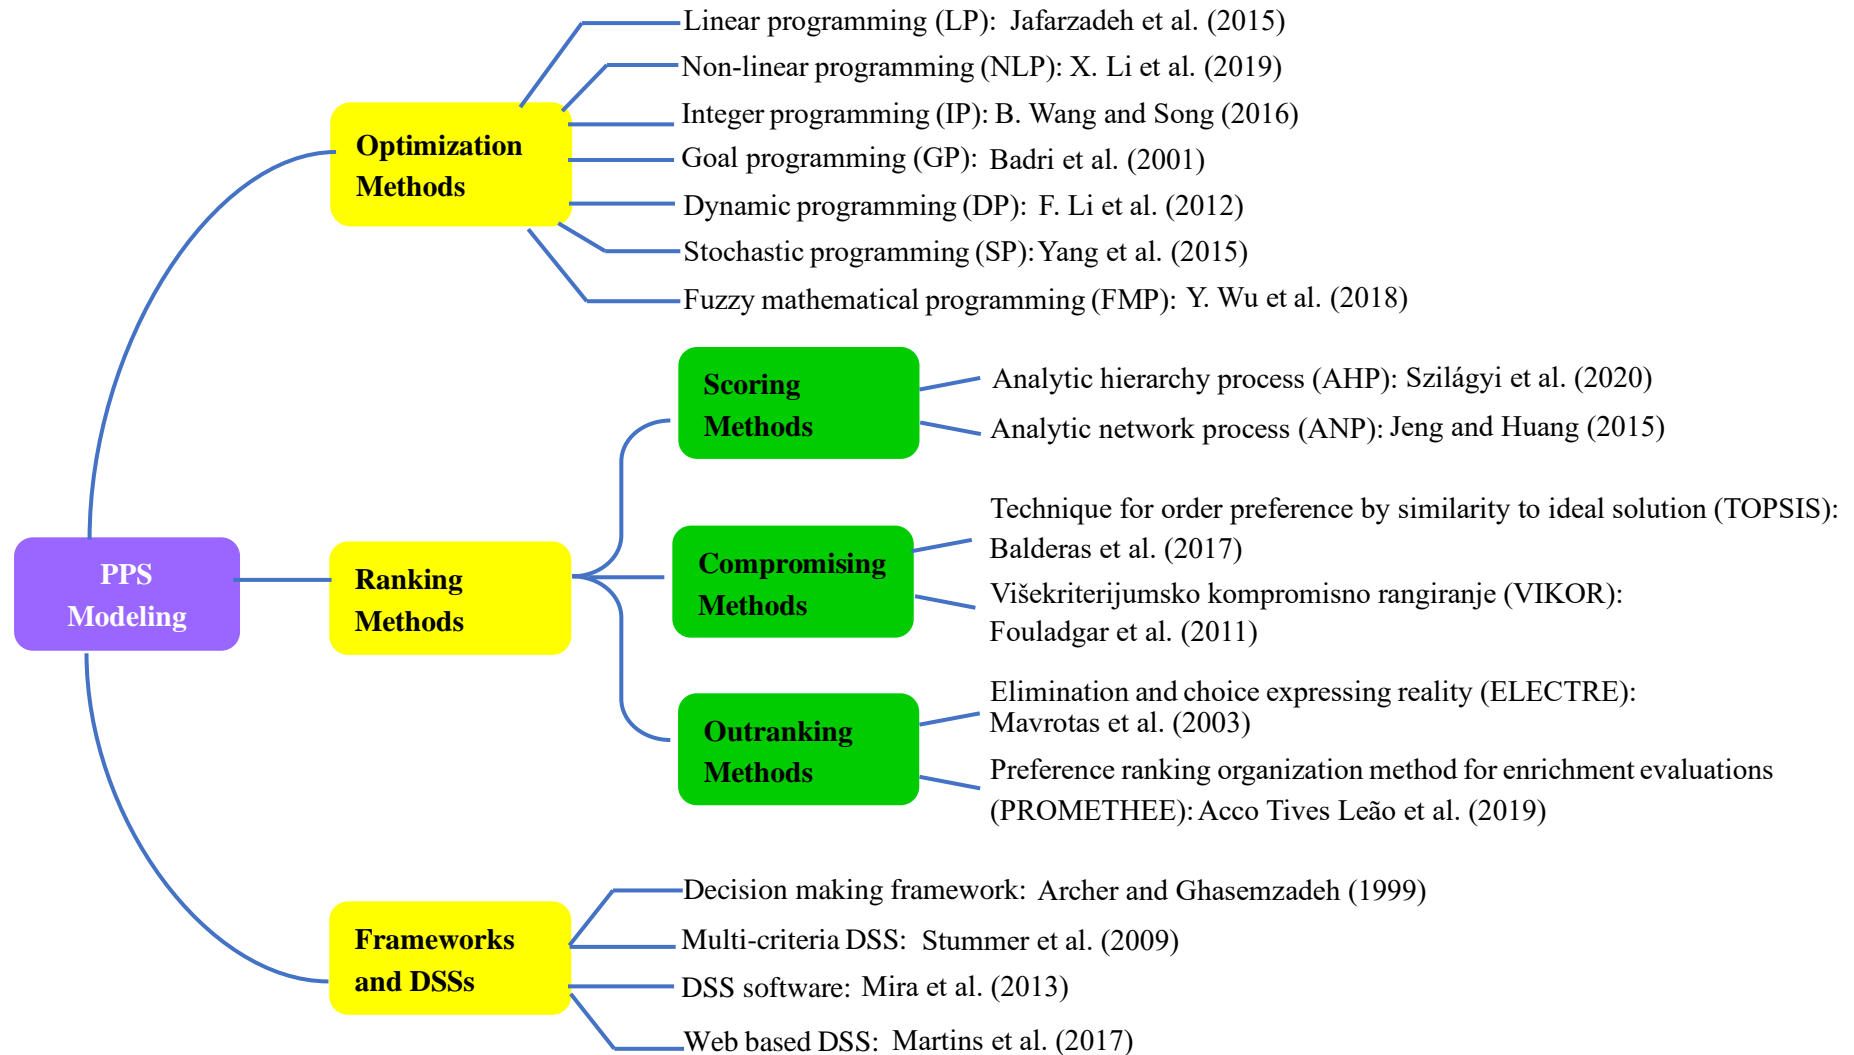 PPS
Modeling
Optimization
Methods
Linear programming (LP): Jafarzadeh et al. (2015)
Non-linear programming (NLP): X. Li et al. (2019)
Integer programming (IP): B. Wang and Song (2016)
Goal programming (GP): Badri et al. (2001)
Dynamic programming (DP): F. Li et al. (2012)
Stochastic programming (SP): Yang et al. (2015)
Fuzzy mathematical programming (FMP): Y. Wu et al. (2018)
Ranking
Methods
Scoring
Methods
Analytic hierarchy process (AHP): Szilágyi et al. (2020)
Analytic network process (ANP): Jeng and Huang (2015)
Compromising
Methods
Technique for order preference by similarity to ideal solution (TOPSIS):
Balderas et al. (2017)
Višekriterijumsko kompromisno rangiranje (VIKOR):
Fouladgar et al. (2011)
Outranking
Methods
Elimination and choice expressing reality (ELECTRE):
Mavrotas et al. (2003)
Preference ranking organization method for enrichment evaluations
(PROMETHEE): Acco Tives Leão et al. (2019)
Frameworks
and DSSs
Decision making framework: Archer and Ghasemzadeh (1999)
Multi-criteria DSS: Stummer et al. (2009)
DSS software: Mira et al. (2013)
Web based DSS: Martins et al. (2017)